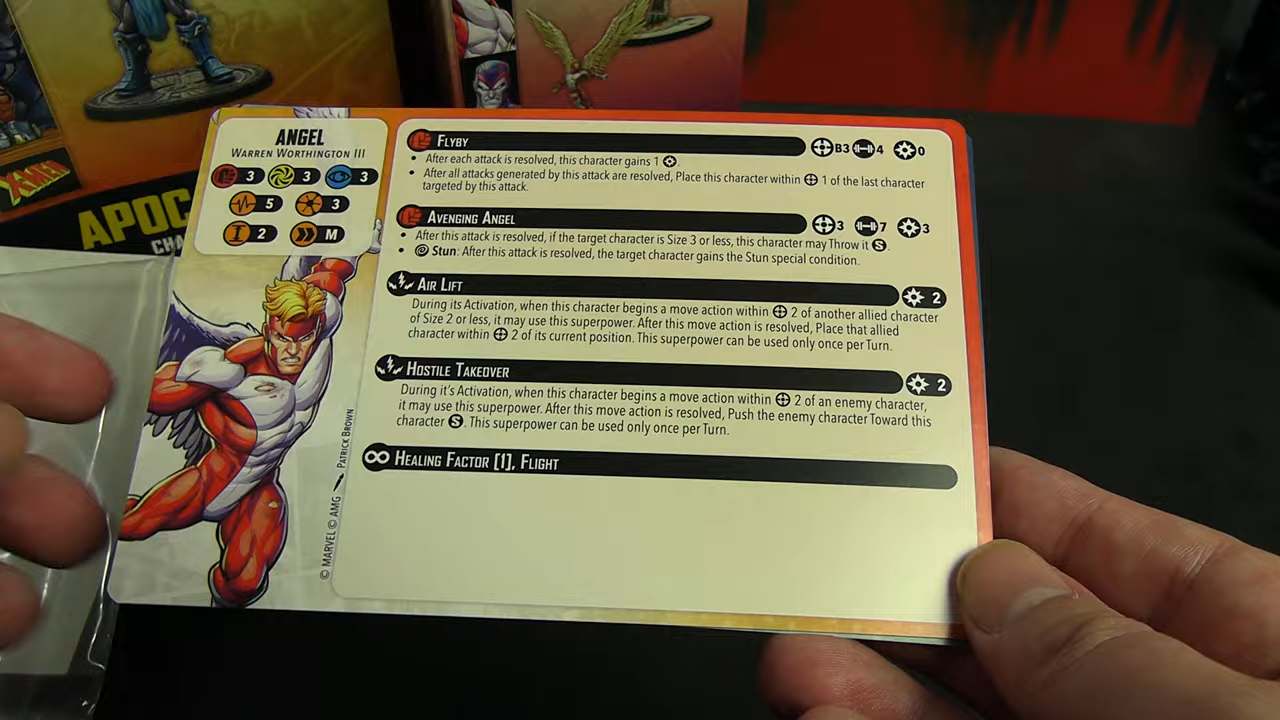 X-MEN
APOC
CHA
ANGEL
WARREN WORTHINGTON III
3 3 3
5 3
2 M
FLYBY B3 4 0
• After each attack is resolved, this character gains 1 .
• After all attacks generated by this attack are resolved, Place this character within 1 of the last character
targeted by this attack.
AVENGING ANGEL 3 7 3
• After this attack is resolved, if the target character is Size 3 or less, this character may Throw it S.
• Stun: After this attack is resolved, the target character gains the Stun special condition.
AIR LIFT 2
During its Activation, when this character begins a move action within 2 of another allied character
of Size 2 or less, it may use this superpower. After this move action is resolved, Place that allied
character within 2 of its current position. This superpower can be used only once per Turn.
HOSTILE TAKEOVER 2
During it's Activation, when this character begins a move action within 2 of an enemy character,
it may use this superpower. After this move action is resolved, Push the enemy character Toward this
character S. This superpower can be used only once per Turn.
HEALING FACTOR [1], FLIGHT
© MARVEL © AMG PATRICK BROWN